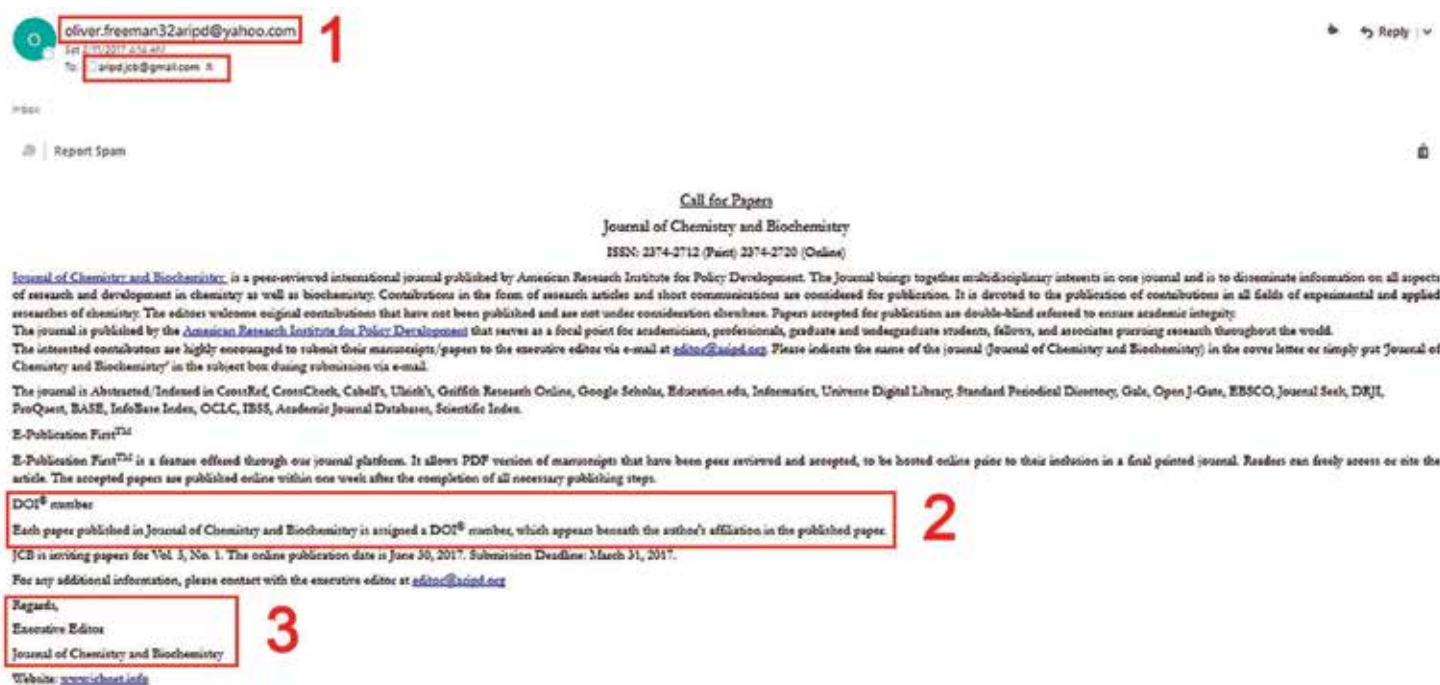 O
oliver.freeman32aripd@yahoo.com
1
Reply
To: aripd.jcb@gmail.com
Inbox
Report Spam
Call for Papers
Journal of Chemistry and Biochemistry
ISSN: 2374-2712 (Print) 2374-2720 (Online)
Journal of Chemistry and Biochemistry is a peer-reviewed international journal published by American Research Institute for Policy Development. The Journal brings together multidisciplinary interests in one journal and is to disseminate information on all aspects
of research and development in chemistry as well as biochemistry. Contributions in the form of research articles and short communications are considered for publication. It is devoted to the publication of contributions in all fields of experimental and applied
researches of chemistry. The editors welcome original contributions that have not been published and are not under consideration elsewhere. Papers accepted for publication are double-blind refereed to ensure academic integrity.
The journal is published by the American Research Institute for Policy Development that serves as a focal point for academicians, professionals, graduate and undergraduate students, fellows, and associates pursuing research throughout the world.
The interested contributors are highly encouraged to submit their manuscripts/papers to the executive editor via e-mail at editor@aripd.org. Please indicate the name of the journal (Journal of Chemistry and Biochemistry) in the cover letter or simply put 'Journal of
Chemistry and Biochemistry' in the subject box during submission via e-mail.
The journal is Abstracted/Indexed in CrossRef, CrossCheck, Cabell's, Ulrich's, Griffith Research Online, Google Scholar, Education.edu, Informatics, Universe Digital Library, Standard Periodical Directory, Gale, Open J-Gate, EBSCO, Journal Seek, DRJI,
ProQuest, BASE, InfoBase Index, OCLC, IBSS, Academic Journal Databases, Scientific Index.
E-Publication First™
E-Publication First™ is a feature offered through our journal platform. It allows PDF version of manuscripts that have been peer reviewed and accepted, to be hosted online prior to their inclusion in a final printed journal. Readers can freely access or cite the
article. The accepted papers are published online within one week after the completion of all necessary publishing steps.
DOI® number
Each paper published in Journal of Chemistry and Biochemistry is assigned a DOI® number, which appears beneath the author's affiliation in the published paper.
2
JCB is inviting papers for Vol. 5, No. 1. The online publication date is June 30, 2017. Submission Deadline: March 31, 2017.
For any additional information, please contact with the executive editor at editor@aripd.org
Regards,
Executive Editor
3
Journal of Chemistry and Biochemistry
Website: